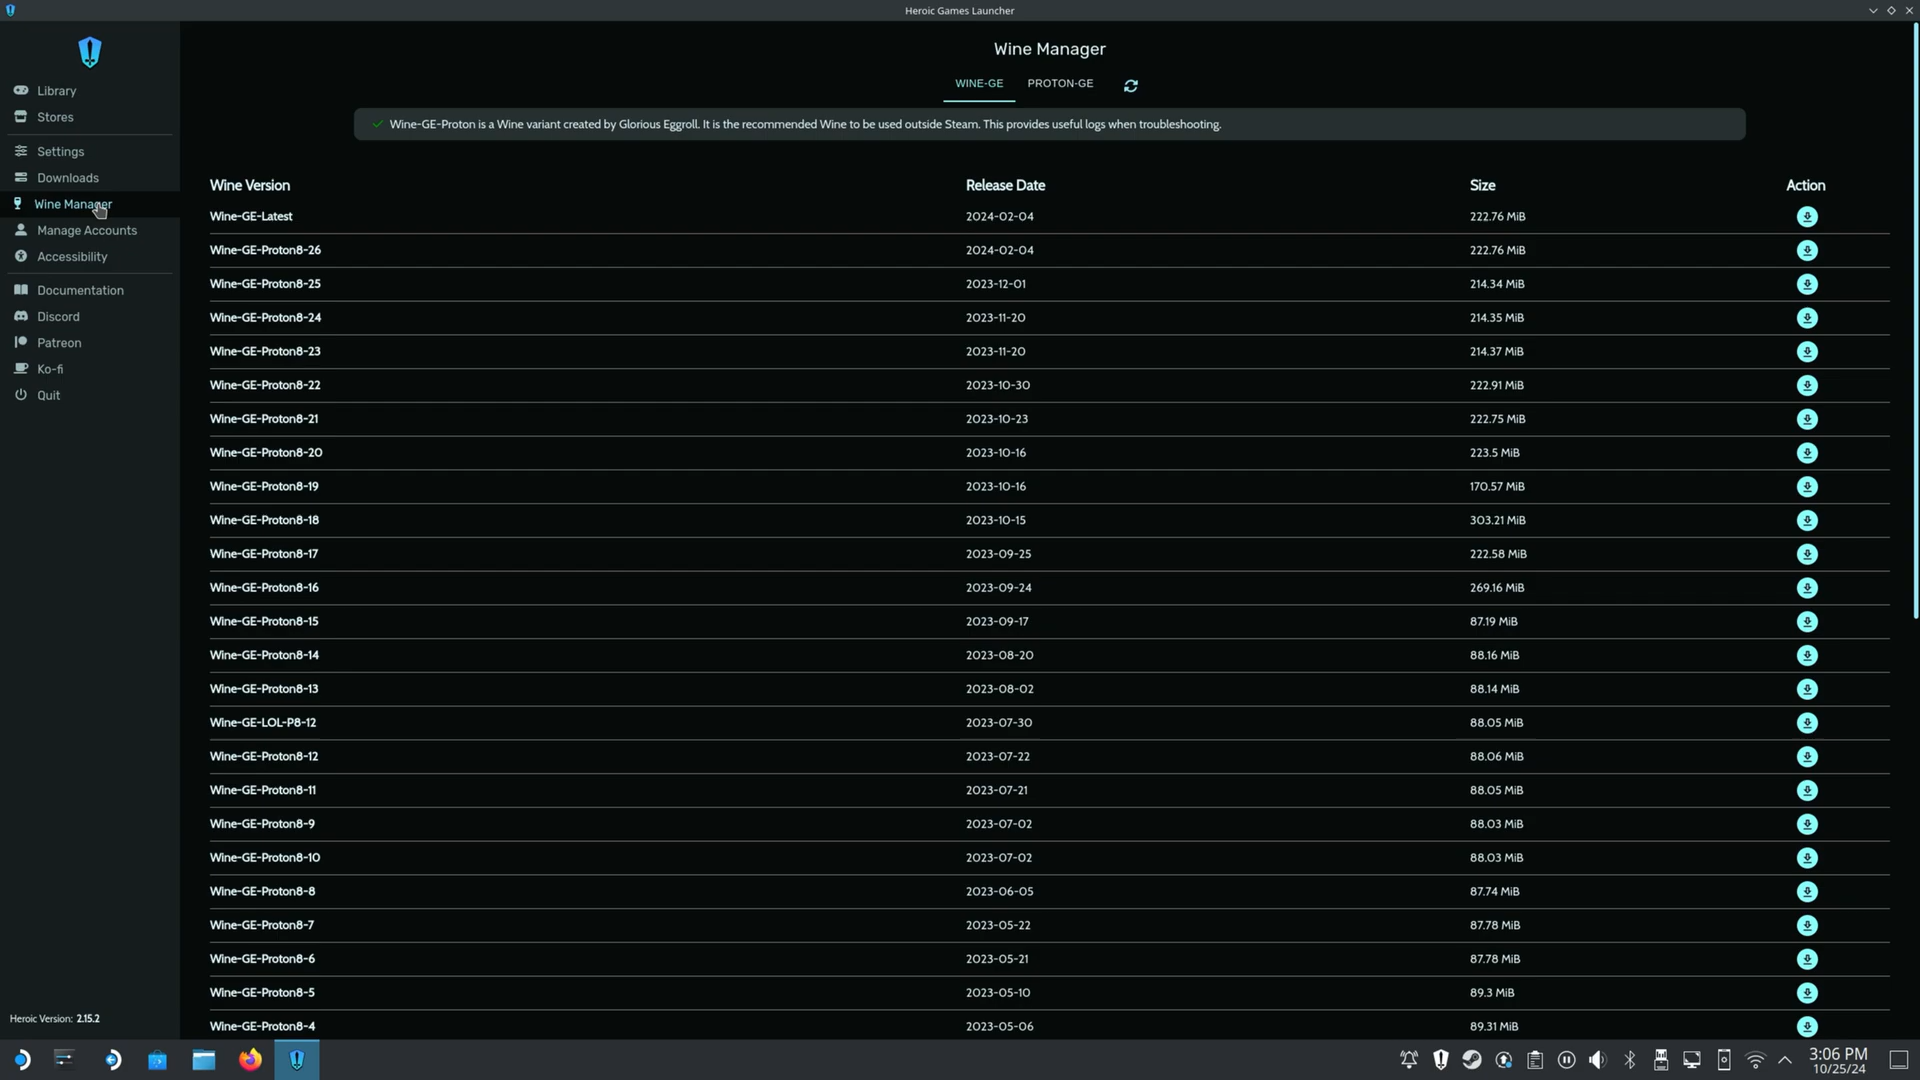 Heroic Games Launcher
Library
Stores
Settings
Downloads
Wine Manager
Manage Accounts
Accessibility
Documentation
Discord
Patreon
Ko-fi
Quit
Heroic Version: 2.15.2
Wine Manager
WINE-GE PROTON-GE
Wine-GE-Proton is a Wine variant created by Glorious Eggroll. It is the recommended Wine to be used outside Steam. This provides useful logs when troubleshooting.
Wine Version Release Date Size Action
Wine-GE-Latest 2024-02-04 222.76 MiB
Wine-GE-Proton8-26 2024-02-04 222.76 MiB
Wine-GE-Proton8-25 2023-12-01 214.34 MiB
Wine-GE-Proton8-24 2023-11-20 214.35 MiB
Wine-GE-Proton8-23 2023-11-20 214.37 MiB
Wine-GE-Proton8-22 2023-10-30 222.91 MiB
Wine-GE-Proton8-21 2023-10-23 222.75 MiB
Wine-GE-Proton8-20 2023-10-16 223.5 MiB
Wine-GE-Proton8-19 2023-10-16 170.57 MiB
Wine-GE-Proton8-18 2023-10-15 303.21 MiB
Wine-GE-Proton8-17 2023-09-25 222.58 MiB
Wine-GE-Proton8-16 2023-09-24 269.16 MiB
Wine-GE-Proton8-15 2023-09-17 87.19 MiB
Wine-GE-Proton8-14 2023-08-20 88.16 MiB
Wine-GE-Proton8-13 2023-08-02 88.14 MiB
Wine-GE-LOL-P8-12 2023-07-30 88.05 MiB
Wine-GE-Proton8-12 2023-07-22 88.06 MiB
Wine-GE-Proton8-11 2023-07-21 88.05 MiB
Wine-GE-Proton8-9 2023-07-02 88.03 MiB
Wine-GE-Proton8-10 2023-07-02 88.03 MiB
Wine-GE-Proton8-8 2023-06-05 87.74 MiB
Wine-GE-Proton8-7 2023-05-22 87.78 MiB
Wine-GE-Proton8-6 2023-05-21 87.78 MiB
Wine-GE-Proton8-5 2023-05-10 89.3 MiB
Wine-GE-Proton8-4 2023-05-06 89.31 MiB
3:06 PM
10/25/24